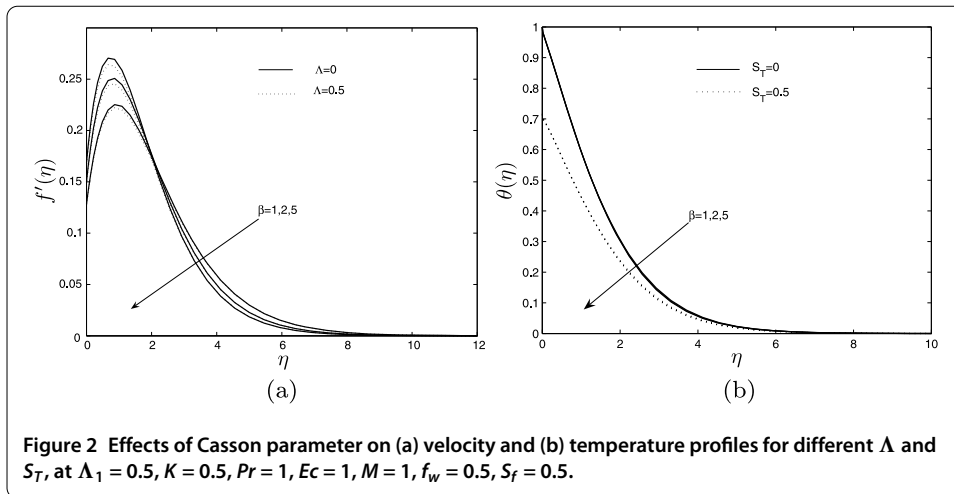 f′(η)
0.25
0.2
0.15
0.1
0.05
0
0 2 4 6 8 10 12
η
Λ=0
Λ=0.5
β=1,2,5
(a)
θ(η)
1
0.9
0.8
0.7
0.6
0.5
0.4
0.3
0.2
0.1
0
0 2 4 6 8 10
η
S_T=0
S_T=0.5
β=1,2,5
(b)
Figure 2 Effects of Casson parameter on (a) velocity and (b) temperature profiles for different Λ and
S_T, at Λ₁ = 0.5, K = 0.5, Pr = 1, Ec = 1, M = 1, f_w = 0.5, S_f = 0.5.